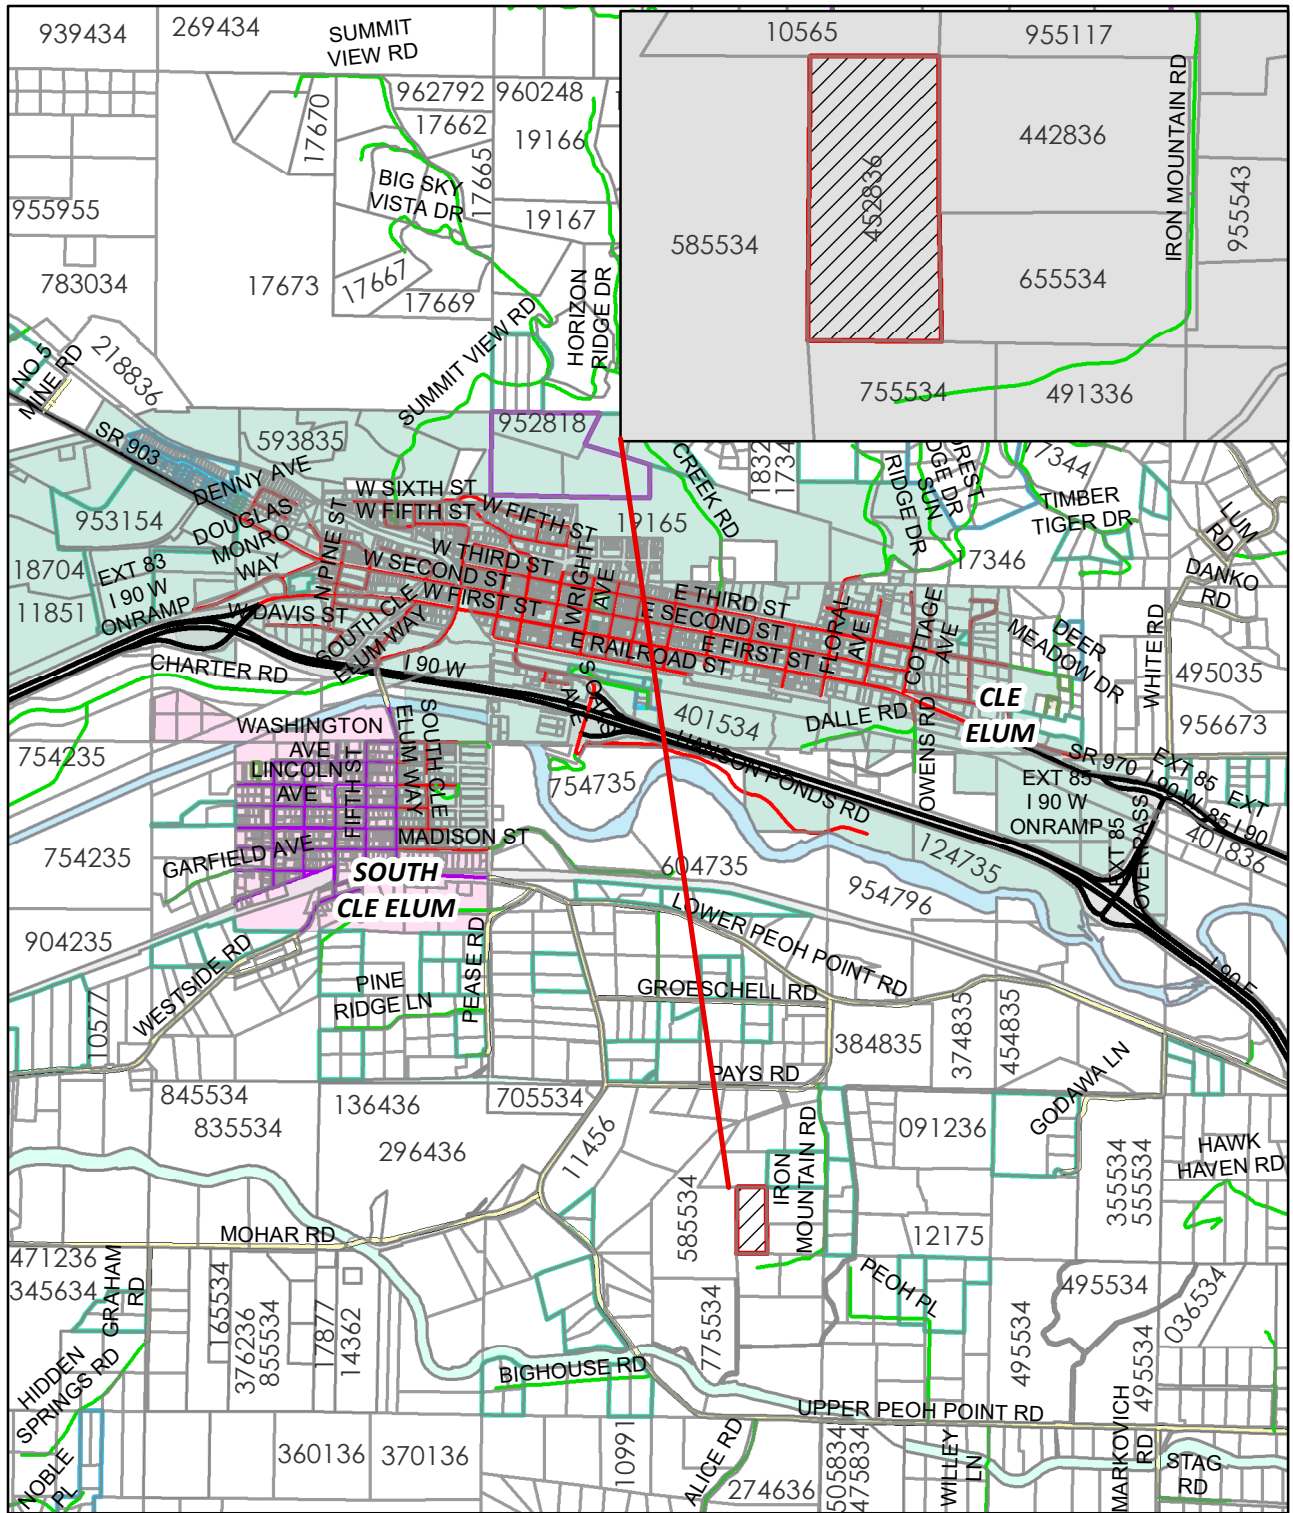 939434
269434
SUMMIT
VIEW RD
10565
955117
962792
960248
17662
17670
19166
17665
442836
IRON MOUNTAIN RD
452836
955543
BIG SKY
VISTA DR
955955
19167
585534
783034
17673
17667
17669
655534
HORIZON
RIDGE DR
SUMMIT VIEW RD
NO 5
MINE RD
218836
755534
491336
952818
SR 903
593835
DENNY AVE
W SIXTH ST
W FIFTH ST
W FIFTH ST
CREEK RD
RIDGE DR
17344
TIMBER
TIGER DR
LUM
RD
953154
DOUGLAS
MONRO
WAY
N PINE ST
19165
18704
EXT 83
I 90 W
ONRAMP
W THIRD ST
W SECOND ST
WRIGHT
AVE
17346
DANKO
RD
11851
W DAVIS ST
W FIRST ST
E THIRD ST
E SECOND ST
E FIRST ST
E RAILROAD ST
FLORAL
AVE
COTTAGE
AVE
DEER
MEADOW DR
WHITE RD
SOUTH CLE
ELUM WAY
CHARTER RD
I 90 W
495035
CLE
ELUM
WASHINGTON
AVE
401534
DALLE RD
OWENS RD
956673
754235
LINCOLN
AVE
FIFTH ST
SOUTH CLE
ELUM WAY
754735
HANSON PONDS RD
SR 970
EXT 85
I 90 W
ONRAMP
EXT 85
I 90 W
EXT
85 I 90
EXT 85
OVERPASS
401836
754235
GARFIELD AVE
MADISON ST
SOUTH
CLE ELUM
604735
124735
954796
904235
WESTSIDE RD
PEASE RD
LOWER PEOH POINT RD
I 90 E
10577
PINE
RIDGE LN
GROESCHELL RD
384835
374835
454835
845534
835534
136436
705534
PAYS RD
GODAWA LN
296436
11456
091236
IRON
MOUNTAIN RD
355534
555534
HAWK
HAVEN RD
585534
MOHAR RD
12175
471236
345634
GRAHAM
RD
165534
376236
855534
17877
14362
775534
PEOH PL
495534
495534
036534
495534
HIDDEN
SPRINGS RD
BIGHOUSE RD
UPPER PEOH POINT RD
NOBLE
PL
360136
370136
10991
ALICE RD
274636
505834
475834
WILLEY
LN
MARKOVICH
RD
STAG
RD